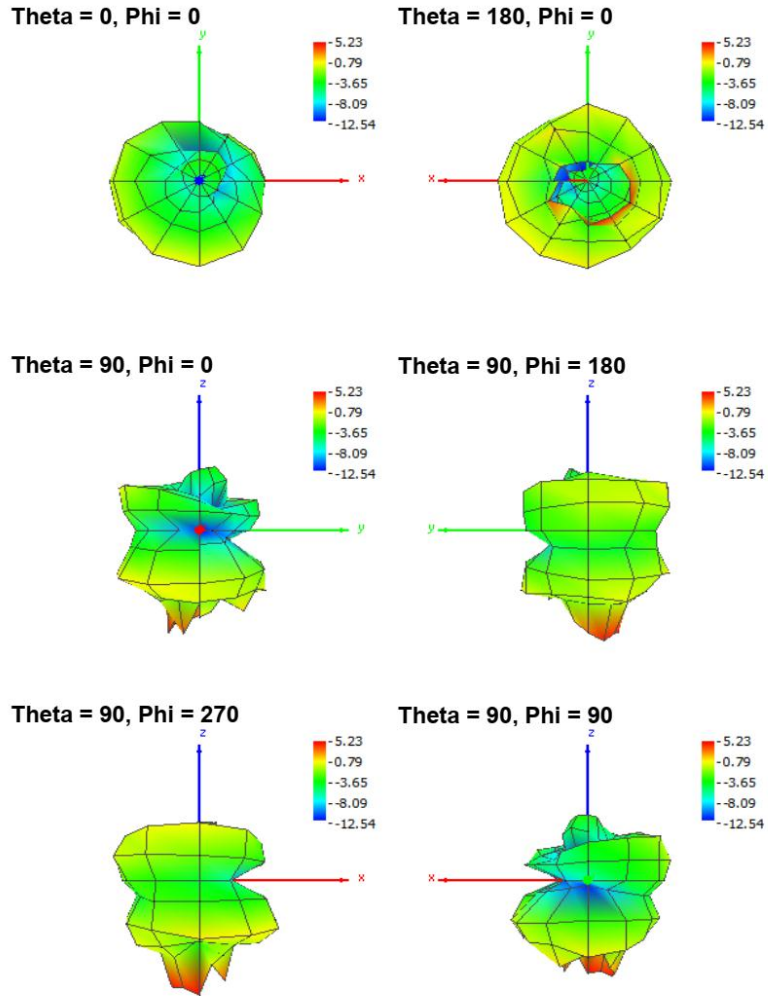 Theta = 0, Phi = 0
y
5.23
0.79
-3.65
-8.09
-12.54
x
Theta = 180, Phi = 0
y
5.23
0.79
-3.65
-8.09
-12.54
x
Theta = 90, Phi = 0
z
5.23
0.79
-3.65
-8.09
-12.54
y
Theta = 90, Phi = 180
z
5.23
0.79
-3.65
-8.09
-12.54
y
Theta = 90, Phi = 270
z
5.23
0.79
-3.65
-8.09
-12.54
x
Theta = 90, Phi = 90
z
5.23
0.79
-3.65
-8.09
-12.54
x